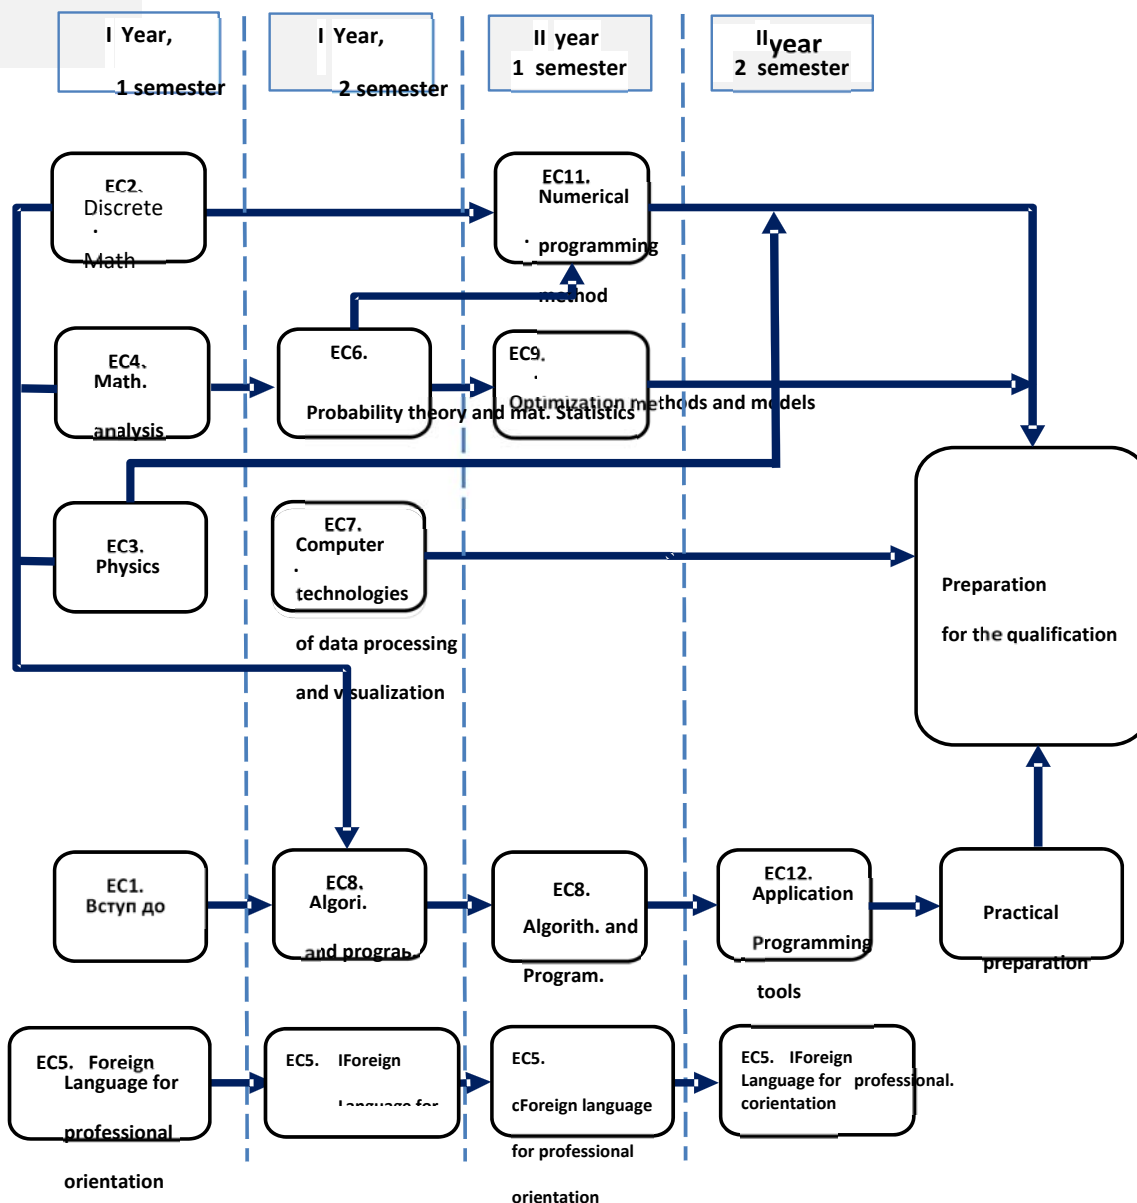 I Year,
1 semester
I Year,
2 semester
II year
1 semester
II year
2 semester
EC2.
Discrete
.
Math
EC11.
Numerical
. programming
method
EC4.
Math.
analysis
EC6.
Probability theory and mat. Statistics
EC9.
.
Optimization methods and models
EC3.
Physics
EC7.
Computer
.
technologies
of data processing
and visualization
Preparation
for the qualification
EC1.
Вступ до
EC8.
Algori.
and program.
EC8.
Algorith. and
Program.
EC12.
Application
Programming
tools
Practical
preparation
EC5. Foreign
Language for
professional
orientation
EC5. IForeign
Language for
EC5.
cForeign language
for professional
orientation
EC5. IForeign
Language for professional.
corientation